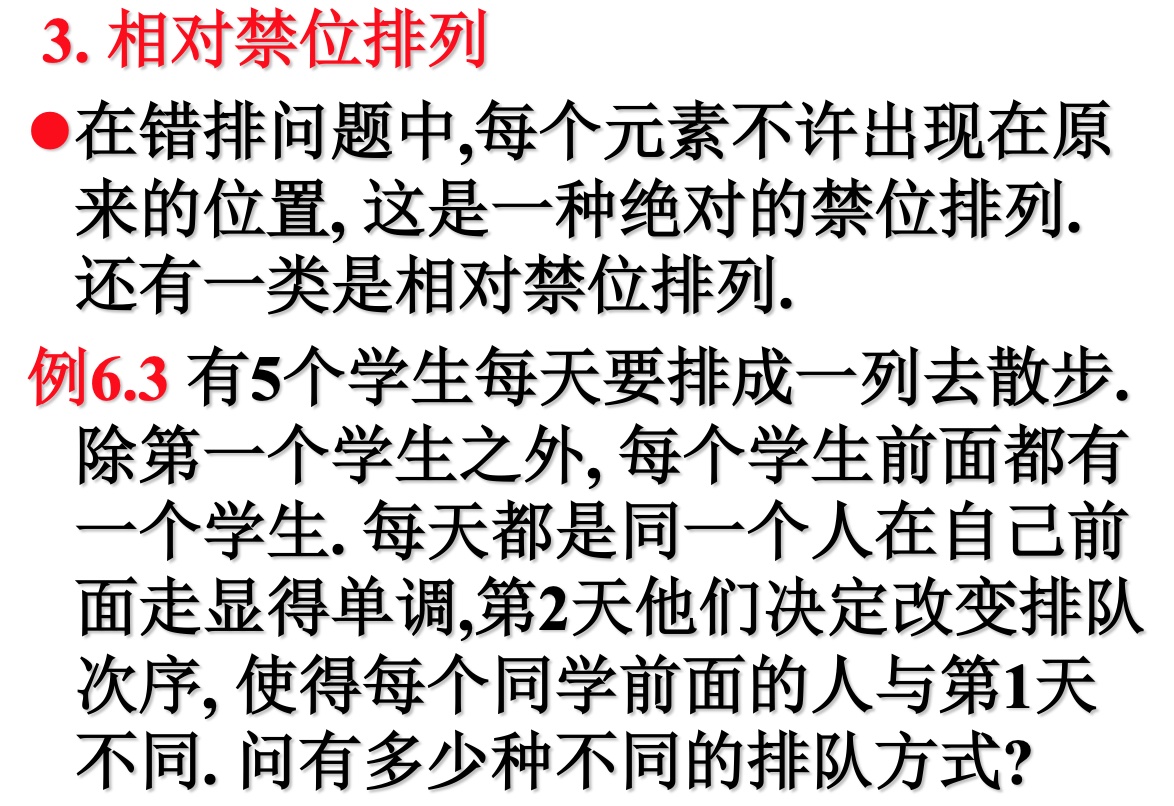 3. 相对禁位排列
●在错排问题中,每个元素不许出现在原
来的位置, 这是一种绝对的禁位排列.
还有一类是相对禁位排列.
例6.3 有5个学生每天要排成一列去散步.
除第一个学生之外, 每个学生前面都有
一个学生. 每天都是同一个人在自己前
面走显得单调,第2天他们决定改变排队
次序, 使得每个同学前面的人与第1天
不同. 问有多少种不同的排队方式?